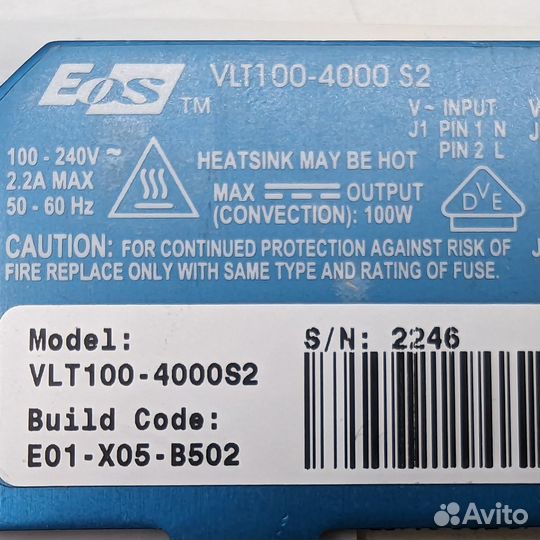 EOS TM
VLT100-4000 S2
V~ INPUT
J1 PIN 1 N
PIN 2 L
100 - 240V ~
2.2A MAX
50 - 60 Hz
HEATSINK MAY BE HOT
MAX OUTPUT
(CONVECTION): 100W
DVE
CAUTION: FOR CONTINUED PROTECTION AGAINST RISK OF
FIRE REPLACE ONLY WITH SAME TYPE AND RATING OF FUSE.
Model:
VLT100-4000S2
Build Code:
E01-X05-B502
S/N: 2246
Avito